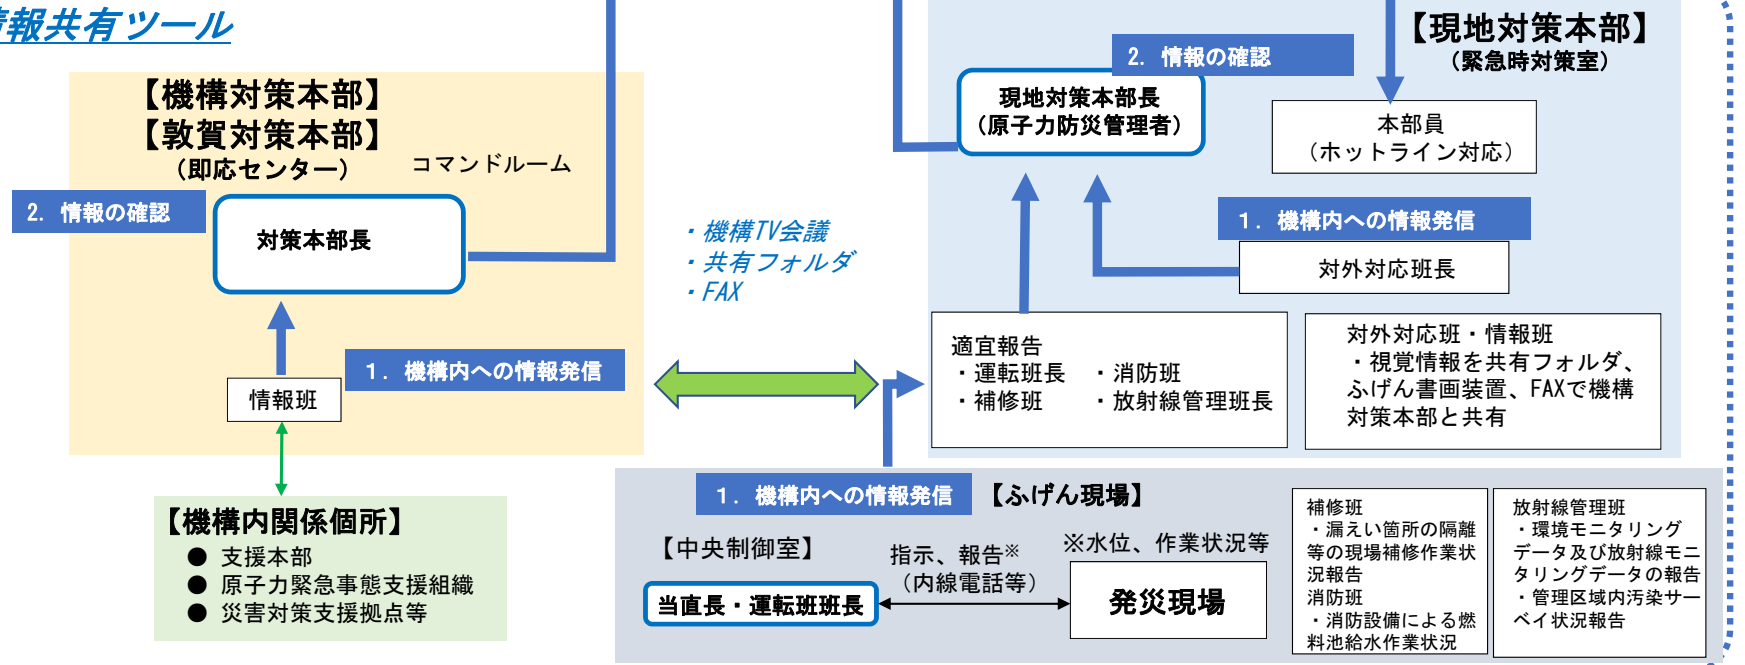 報共有ツール
【機構対策本部】
【敦賀対策本部】
（即応センター）
コマンドルーム
2. 情報の確認
対策本部長
1. 機構内への情報発信
情報班
【機構内関係個所】
● 支援本部
● 原子力緊急事態支援組織
● 災害対策支援拠点等
・機構TV会議
・共有フォルダ
・FAX
【現地対策本部】
（緊急時対策室）
2. 情報の確認
現地対策本部長
（原子力防災管理者）
本部員
（ホットライン対応）
1. 機構内への情報発信
対外対応班長
適宜報告
・運転班長 ・消防班
・補修班 ・放射線管理班長
対外対応班・情報班
・視覚情報を共有フォルダ、
ふげん書画装置、FAXで機構
対策本部と共有
1. 機構内への情報発信
【ふげん現場】
【中央制御室】
指示、報告※
（内線電話等）
※水位、作業状況等
当直長・運転班班長
発災現場
補修班
・漏えい箇所の隔離
等の現場補修作業状
況報告
消防班
・消防設備による燃
料池給水作業状況
放射線管理班
・環境モニタリング
データ及び放射線モニ
タリングデータの報告
・管理区域内汚染サー
ベイ状況報告